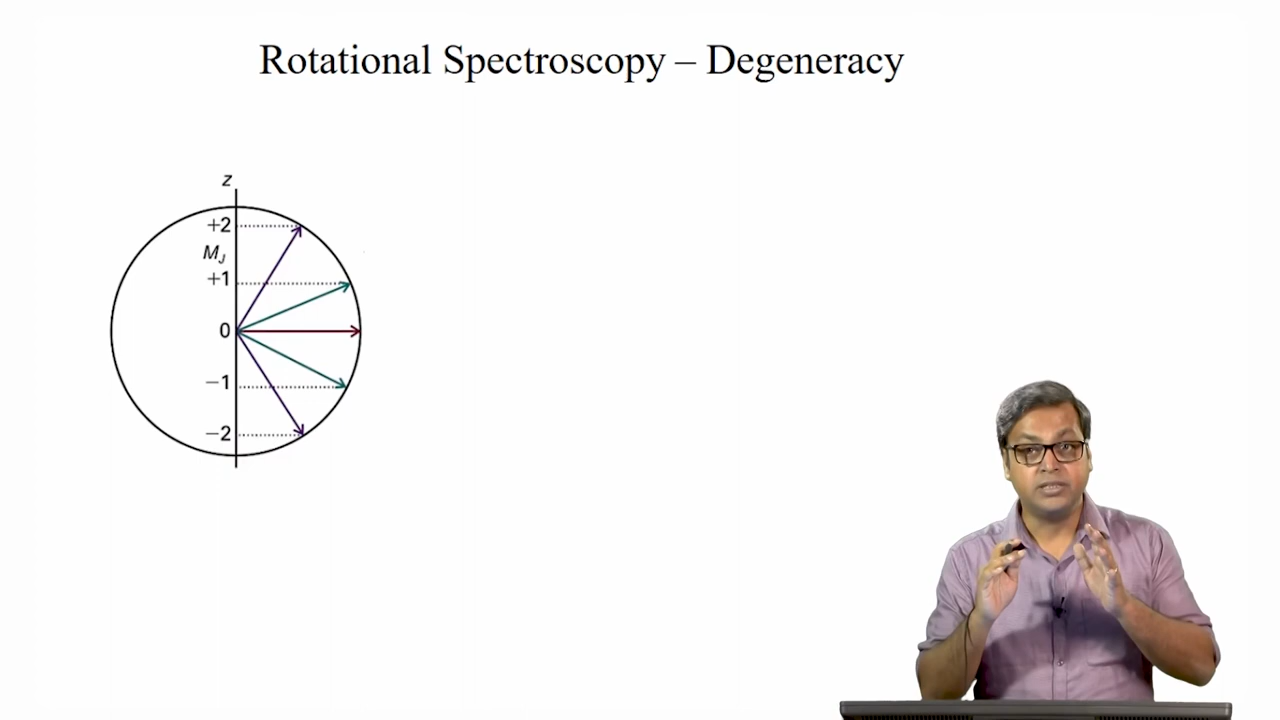 Rotational Spectroscopy – Degeneracy
z
+2
M_J
+1
0
−1
−2